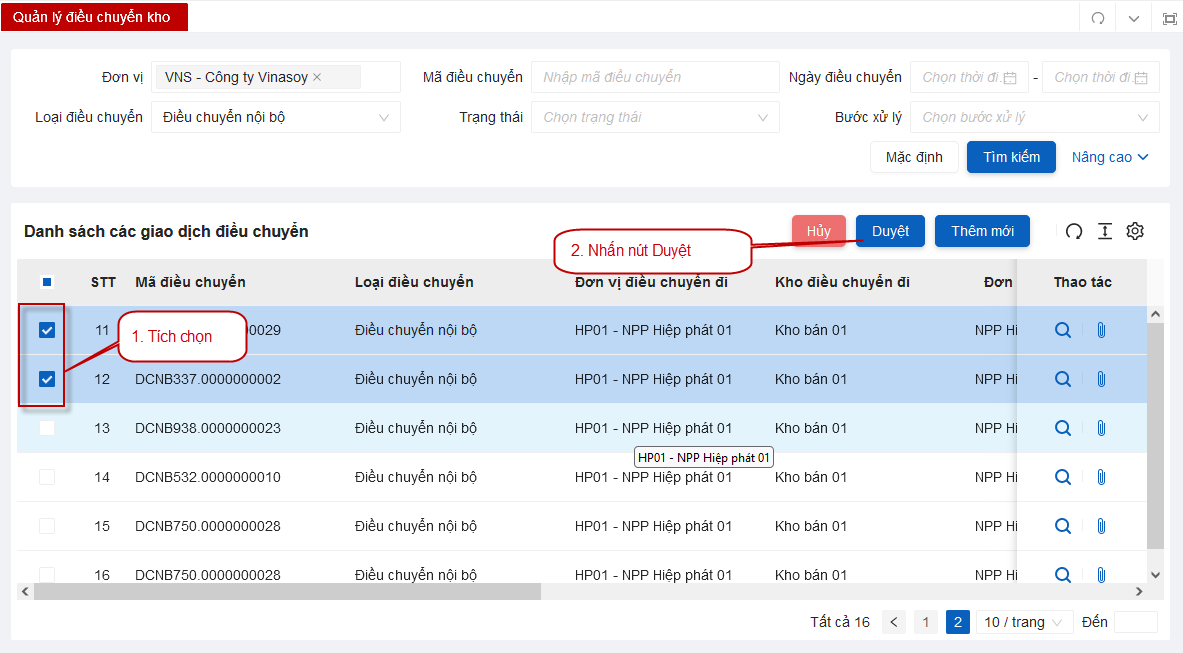 Quản lý điều chuyển kho
Đơn vị VNS - Công ty Vinasoy Mã điều chuyển Nhập mã điều chuyển Ngày điều chuyển Chọn thời đi - Chọn thời đi
Loại điều chuyển Điều chuyển nội bộ Trạng thái Chọn trạng thái Bước xử lý Chọn bước xử lý
Mặc định Tìm kiếm Nâng cao
Danh sách các giao dịch điều chuyển Hủy Duyệt Thêm mới
2. Nhấn nút Duyệt
STT Mã điều chuyển Loại điều chuyển Đơn vị điều chuyển đi Kho điều chuyển đi Đơn Thao tác
11 0029 Điều chuyển nội bộ HP01 - NPP Hiệp phát 01 Kho bán 01 NPP Hi
1. Tích chọn
12 DCNB337.0000000002 Điều chuyển nội bộ HP01 - NPP Hiệp phát 01 Kho bán 01 NPP Hi
13 DCNB938.0000000023 Điều chuyển nội bộ HP01 - NPP Hiệp phát 01 Kho bán 01 NPP Hi
HP01 - NPP Hiệp phát 01
14 DCNB532.0000000010 Điều chuyển nội bộ HP01 - NPP Hiệp phát 01 Kho bán 01 NPP Hi
15 DCNB750.0000000028 Điều chuyển nội bộ HP01 - NPP Hiệp phát 01 Kho bán 01 NPP Hi
16 DCNB750.0000000028 Điều chuyển nội bộ HP01 - NPP Hiệp phát 01 Kho bán 01 NPP Hi
Tất cả 16 < 1 2 10 / trang Đến